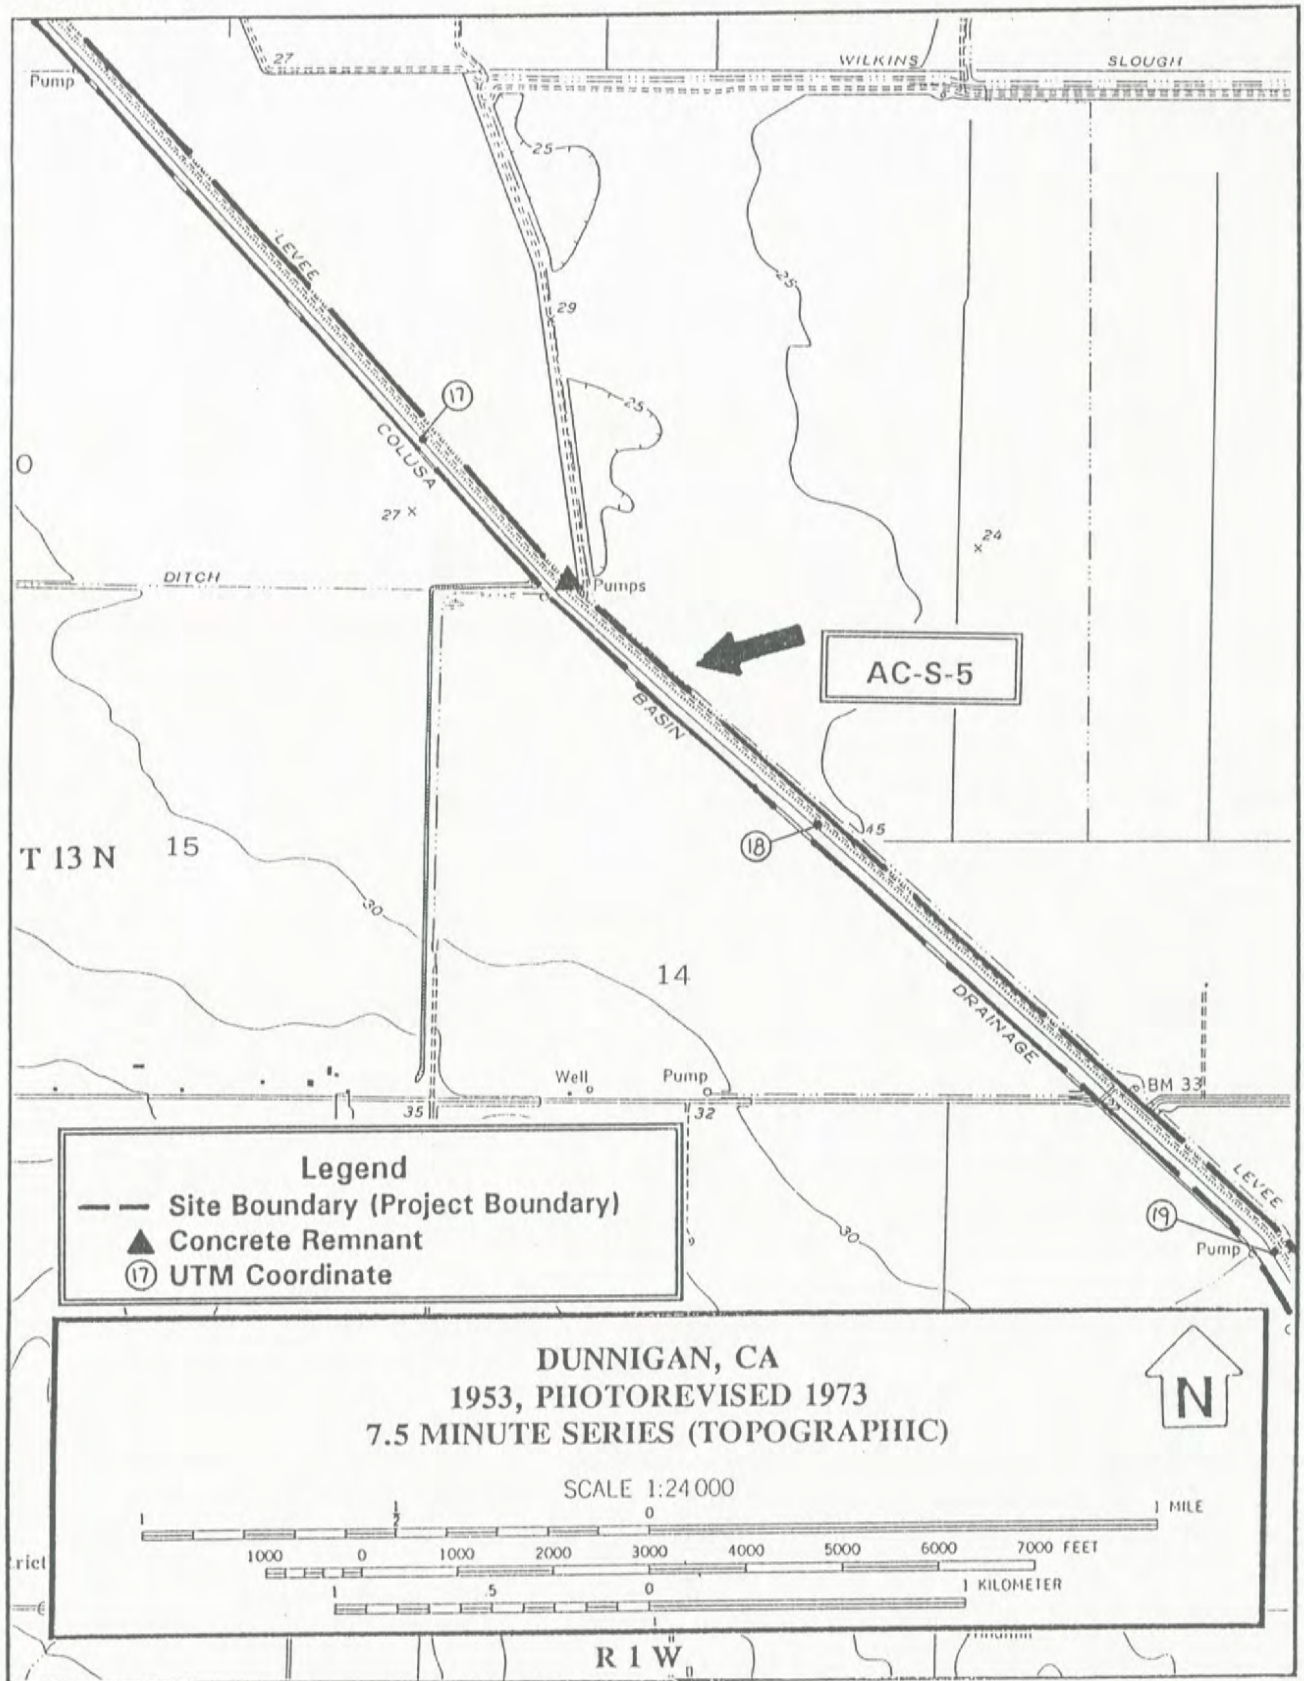 27
WILKINS SLOUGH
Pump
25
LEVEE
25
29
17
25
COLUSA
O
27
24
DITCH
Pumps
AC-S-5
BASIN
45
18
T 13 N 15
30
14
DRAINAGE
Well
Pump
BM 33
35
32
LEVEE
19
30
Pump
Legend
Site Boundary (Project Boundary)
Concrete Remnant
17 UTM Coordinate
DUNNIGAN, CA
1953, PHOTOREVISED 1973
7.5 MINUTE SERIES (TOPOGRAPHIC)
N
SCALE 1:24 000
1 1/2 0 1 MILE
1000 0 1000 2000 3000 4000 5000 6000 7000 FEET
1 .5 0 1 KILOMETER
trict
R 1 W